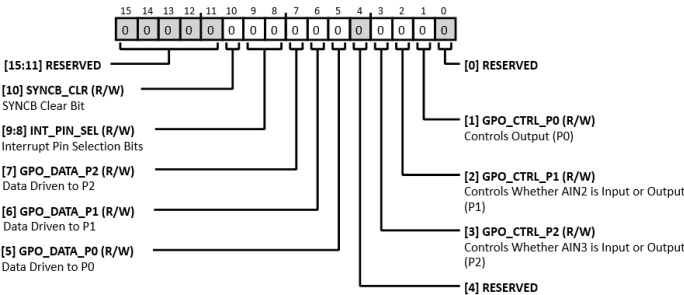 15 14 13 12 11 10 9 8 7 6 5 4 3 2 1 0
0 0 0 0 0 0 0 0 0 0 0 0 0 0 0 0
[15:11] RESERVED
[10] SYNCB_CLR (R/W)
SYNCB Clear Bit
[9:8] INT_PIN_SEL (R/W)
Interrupt Pin Selection Bits
[7] GPO_DATA_P2 (R/W)
Data Driven to P2
[6] GPO_DATA_P1 (R/W)
Data Driven to P1
[5] GPO_DATA_P0 (R/W)
Data Driven to P0
[0] RESERVED
[1] GPO_CTRL_P0 (R/W)
Controls Output (P0)
[2] GPO_CTRL_P1 (R/W)
Controls Whether AIN2 is Input or Output
(P1)
[3] GPO_CTRL_P2 (R/W)
Controls Whether AIN3 is Input or Output
(P2)
[4] RESERVED